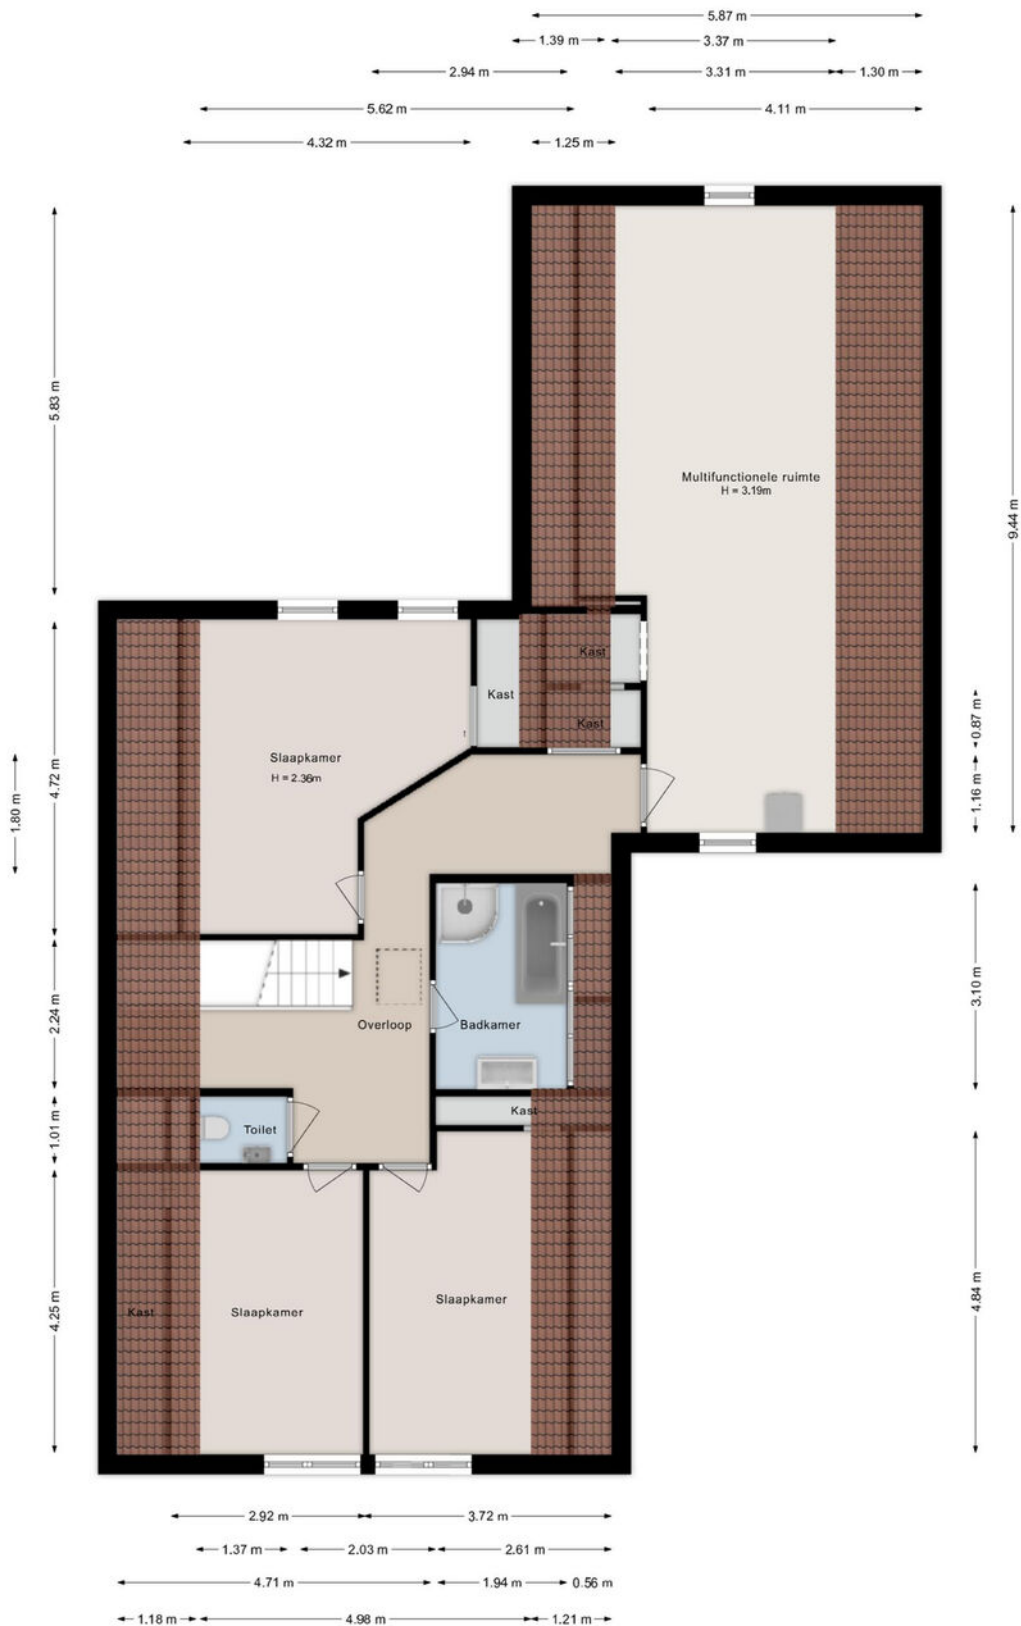 5.87 m
1.39 m
3.37 m
2.94 m
3.31 m
1.30 m
5.62 m
4.11 m
4.32 m
1.25 m
5.83 m
9.44 m
Multifunctionele ruimte
H = 3.19m
Kast
Kast
Kast
0.87 m
Slaapkamer
H = 2.36m
4.72 m
1.80 m
1.16 m
3.10 m
2.24 m
Overloop
Badkamer
Kast
1.01 m
Toilet
4.25 m
Kast
Slaapkamer
Slaapkamer
4.84 m
2.92 m
3.72 m
1.37 m
2.03 m
2.61 m
4.71 m
1.94 m
0.56 m
1.18 m
4.98 m
1.21 m